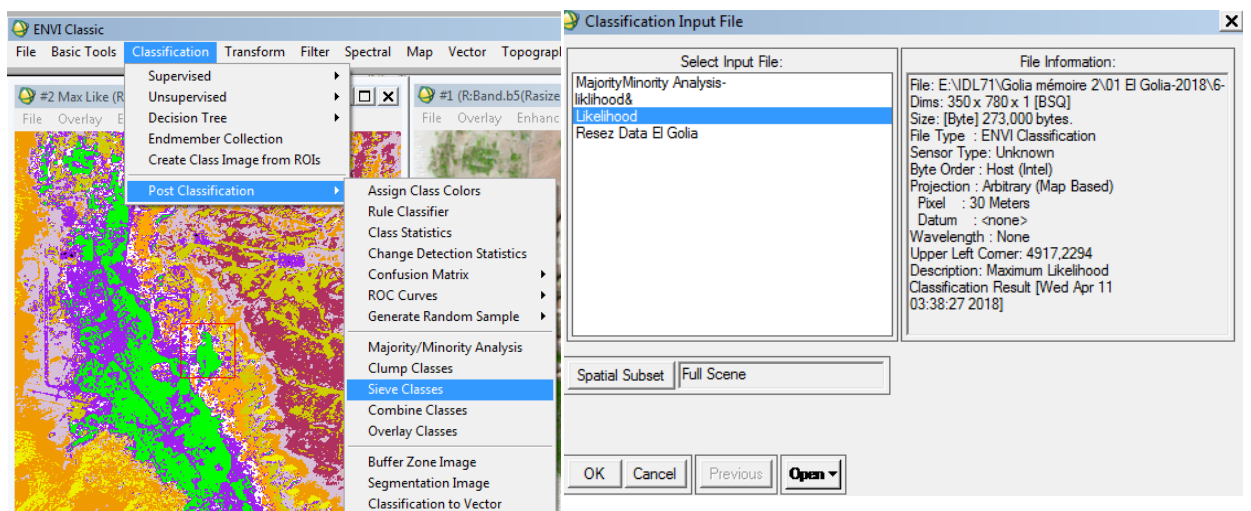 ENVI Classic
File Basic Tools Classification Transform Filter Spectral Map Vector Topograp
#2 Max Like (R
File Overlay E
Supervised
Unsupervised
Decision Tree
Endmember Collection
Create Class Image from ROIs
Post Classification
#1 (R:Band.b5(Rasize
File Overlay Enhanc
Assign Class Colors
Rule Classifier
Class Statistics
Change Detection Statistics
Confusion Matrix
ROC Curves
Generate Random Sample
Majority/Minority Analysis
Clump Classes
Sieve Classes
Combine Classes
Overlay Classes
Buffer Zone Image
Segmentation Image
Classification to Vector
Classification Input File
Select Input File:
MajorityMinority Analysis-
liklihood&
Likelihood
Resez Data El Golia
File Information:
File: E:\IDL71\Golia mémoire 2\01 El Golia-2018\6-
Dims: 350 x 780 x 1 [BSQ]
Size: [Byte] 273,000 bytes.
File Type : ENVI Classification
Sensor Type: Unknown
Byte Order : Host (Intel)
Projection : Arbitrary (Map Based)
Pixel : 30 Meters
Datum : <none>
Wavelength : None
Upper Left Corner: 4917,2294
Description: Maximum Likelihood
Classification Result [Wed Apr 11
03:38:27 2018]
Spatial Subset Full Scene
OK Cancel Previous Open